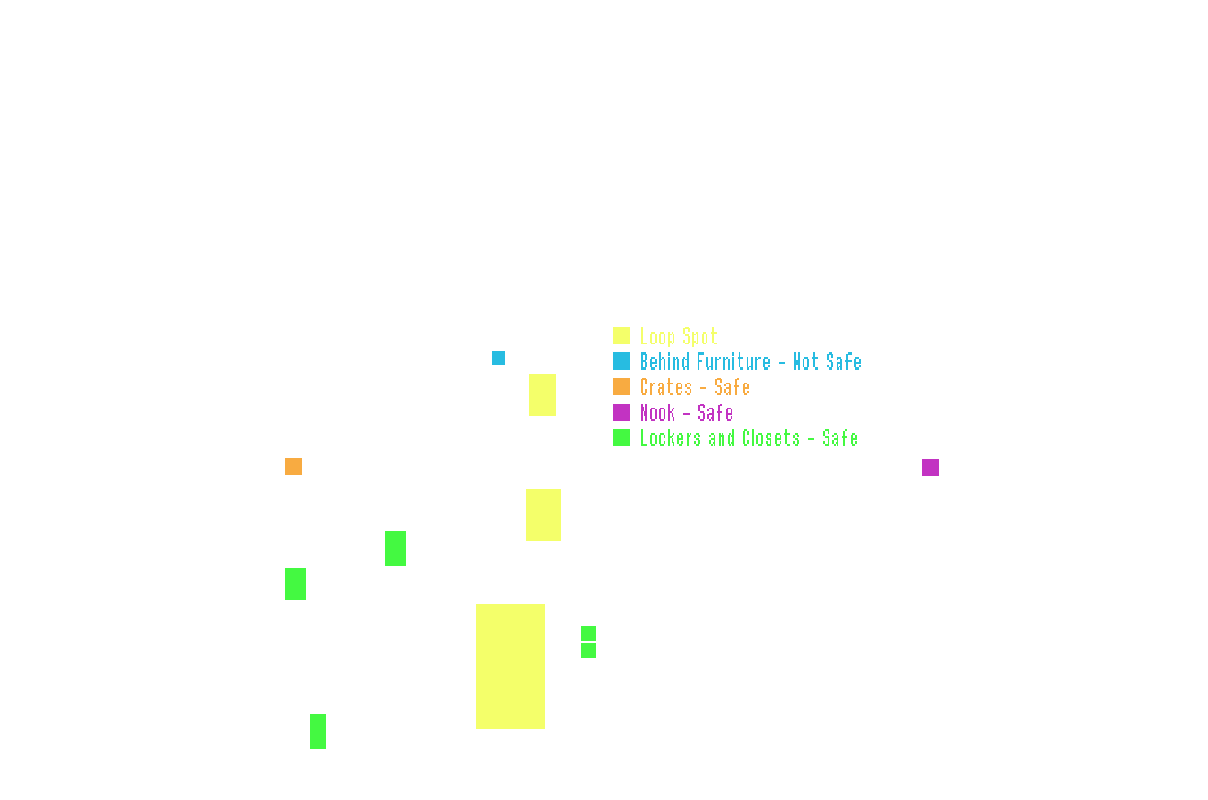 Loop Spot
Behind Furniture - Not Safe
Crates - Safe
Nook - Safe
Lockers and Closets - Safe